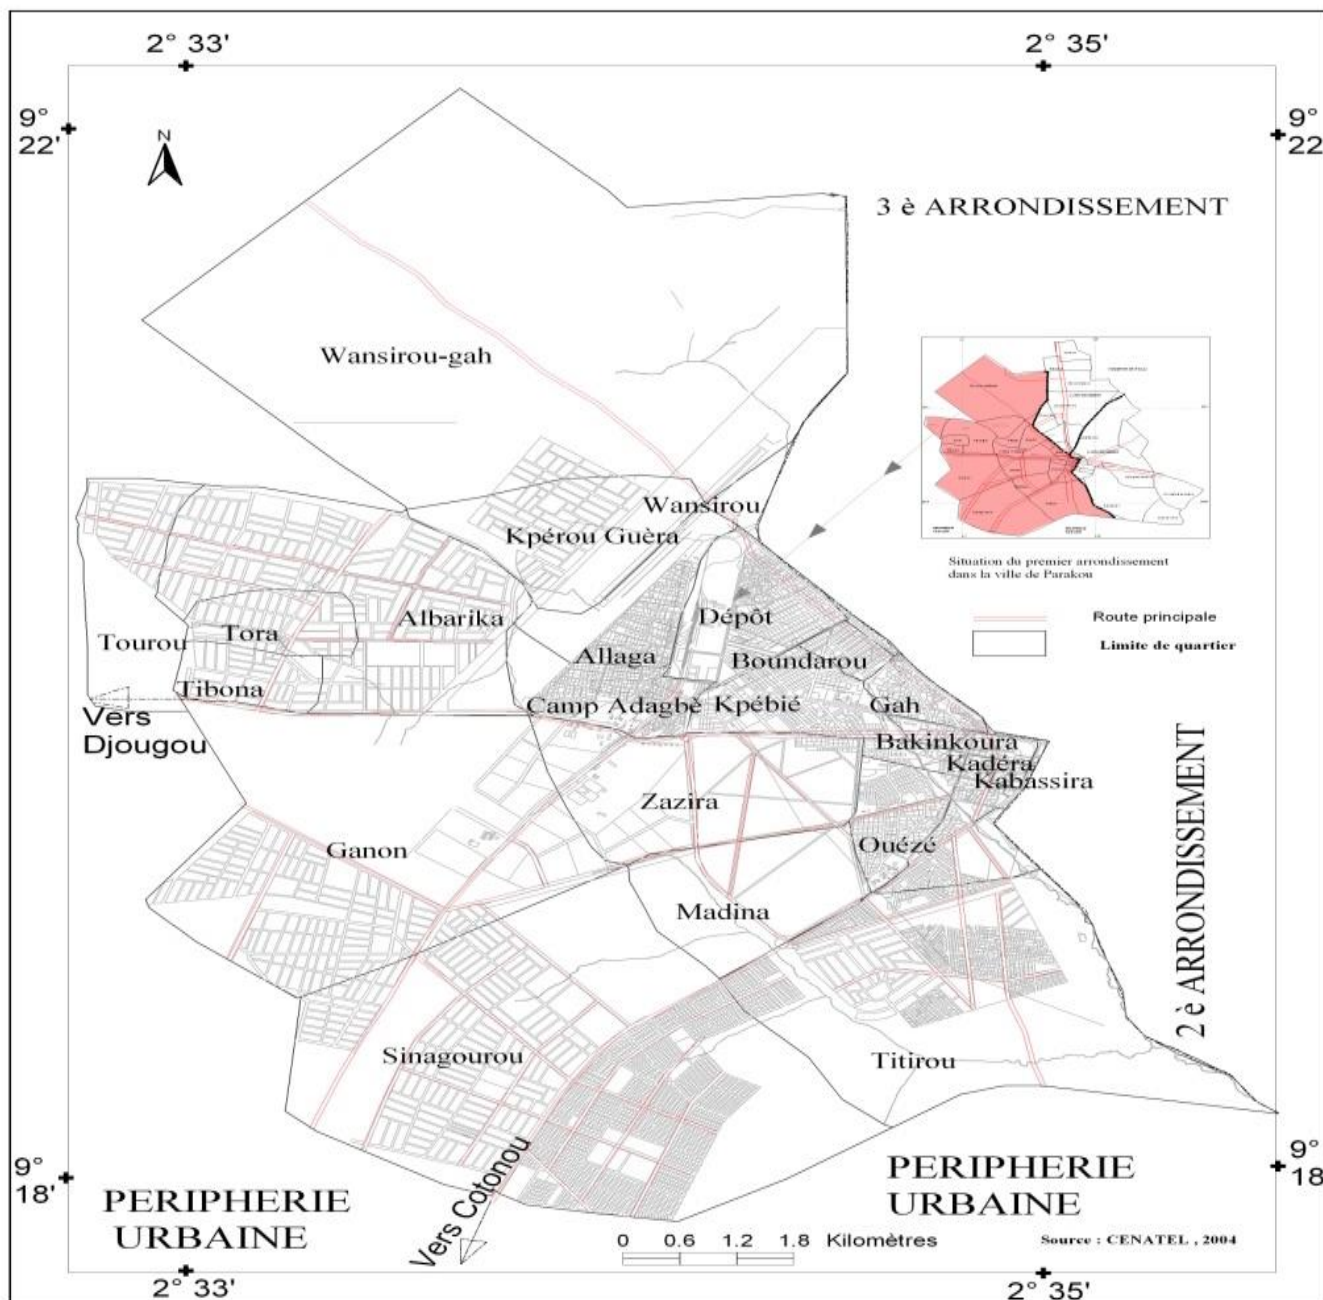 2° 33'
2° 35'
9°
22'
9°
22
N
3 è ARRONDISSEMENT
Wansirou-gah
Wansirou
Kpérou Guèra
Situation du premier arrondissement
dans la ville de Parakou
Route principale
Limite de quartier
Albarika
Dépôt
Tora
Tourou
Allaga
Boundarou
Tibona
Camp Adagbè
Kpébié
Gah
Vers
Djougou
Bakinkoura
Kadéra
Kabassira
Zazira
Ouézé
Ganon
Madina
2 è ARRONDISSEMENT
Sinagourou
Titirou
9°
18'
9°
18
PERIPHERIE
URBAINE
PERIPHERIE
URBAINE
Vers Cotonou
0 0.6 1.2 1.8 Kilomètres
Source : CENATEL , 2004
2° 33'
2° 35'